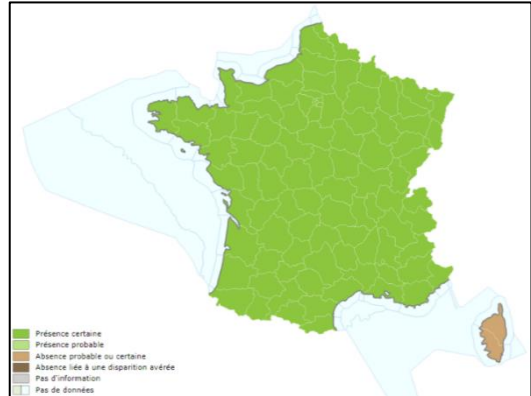 Présence certaine
Présence probable
Absence probable ou certaine
Absence liée à une disparition avérée
Pas d'information
Pas de données